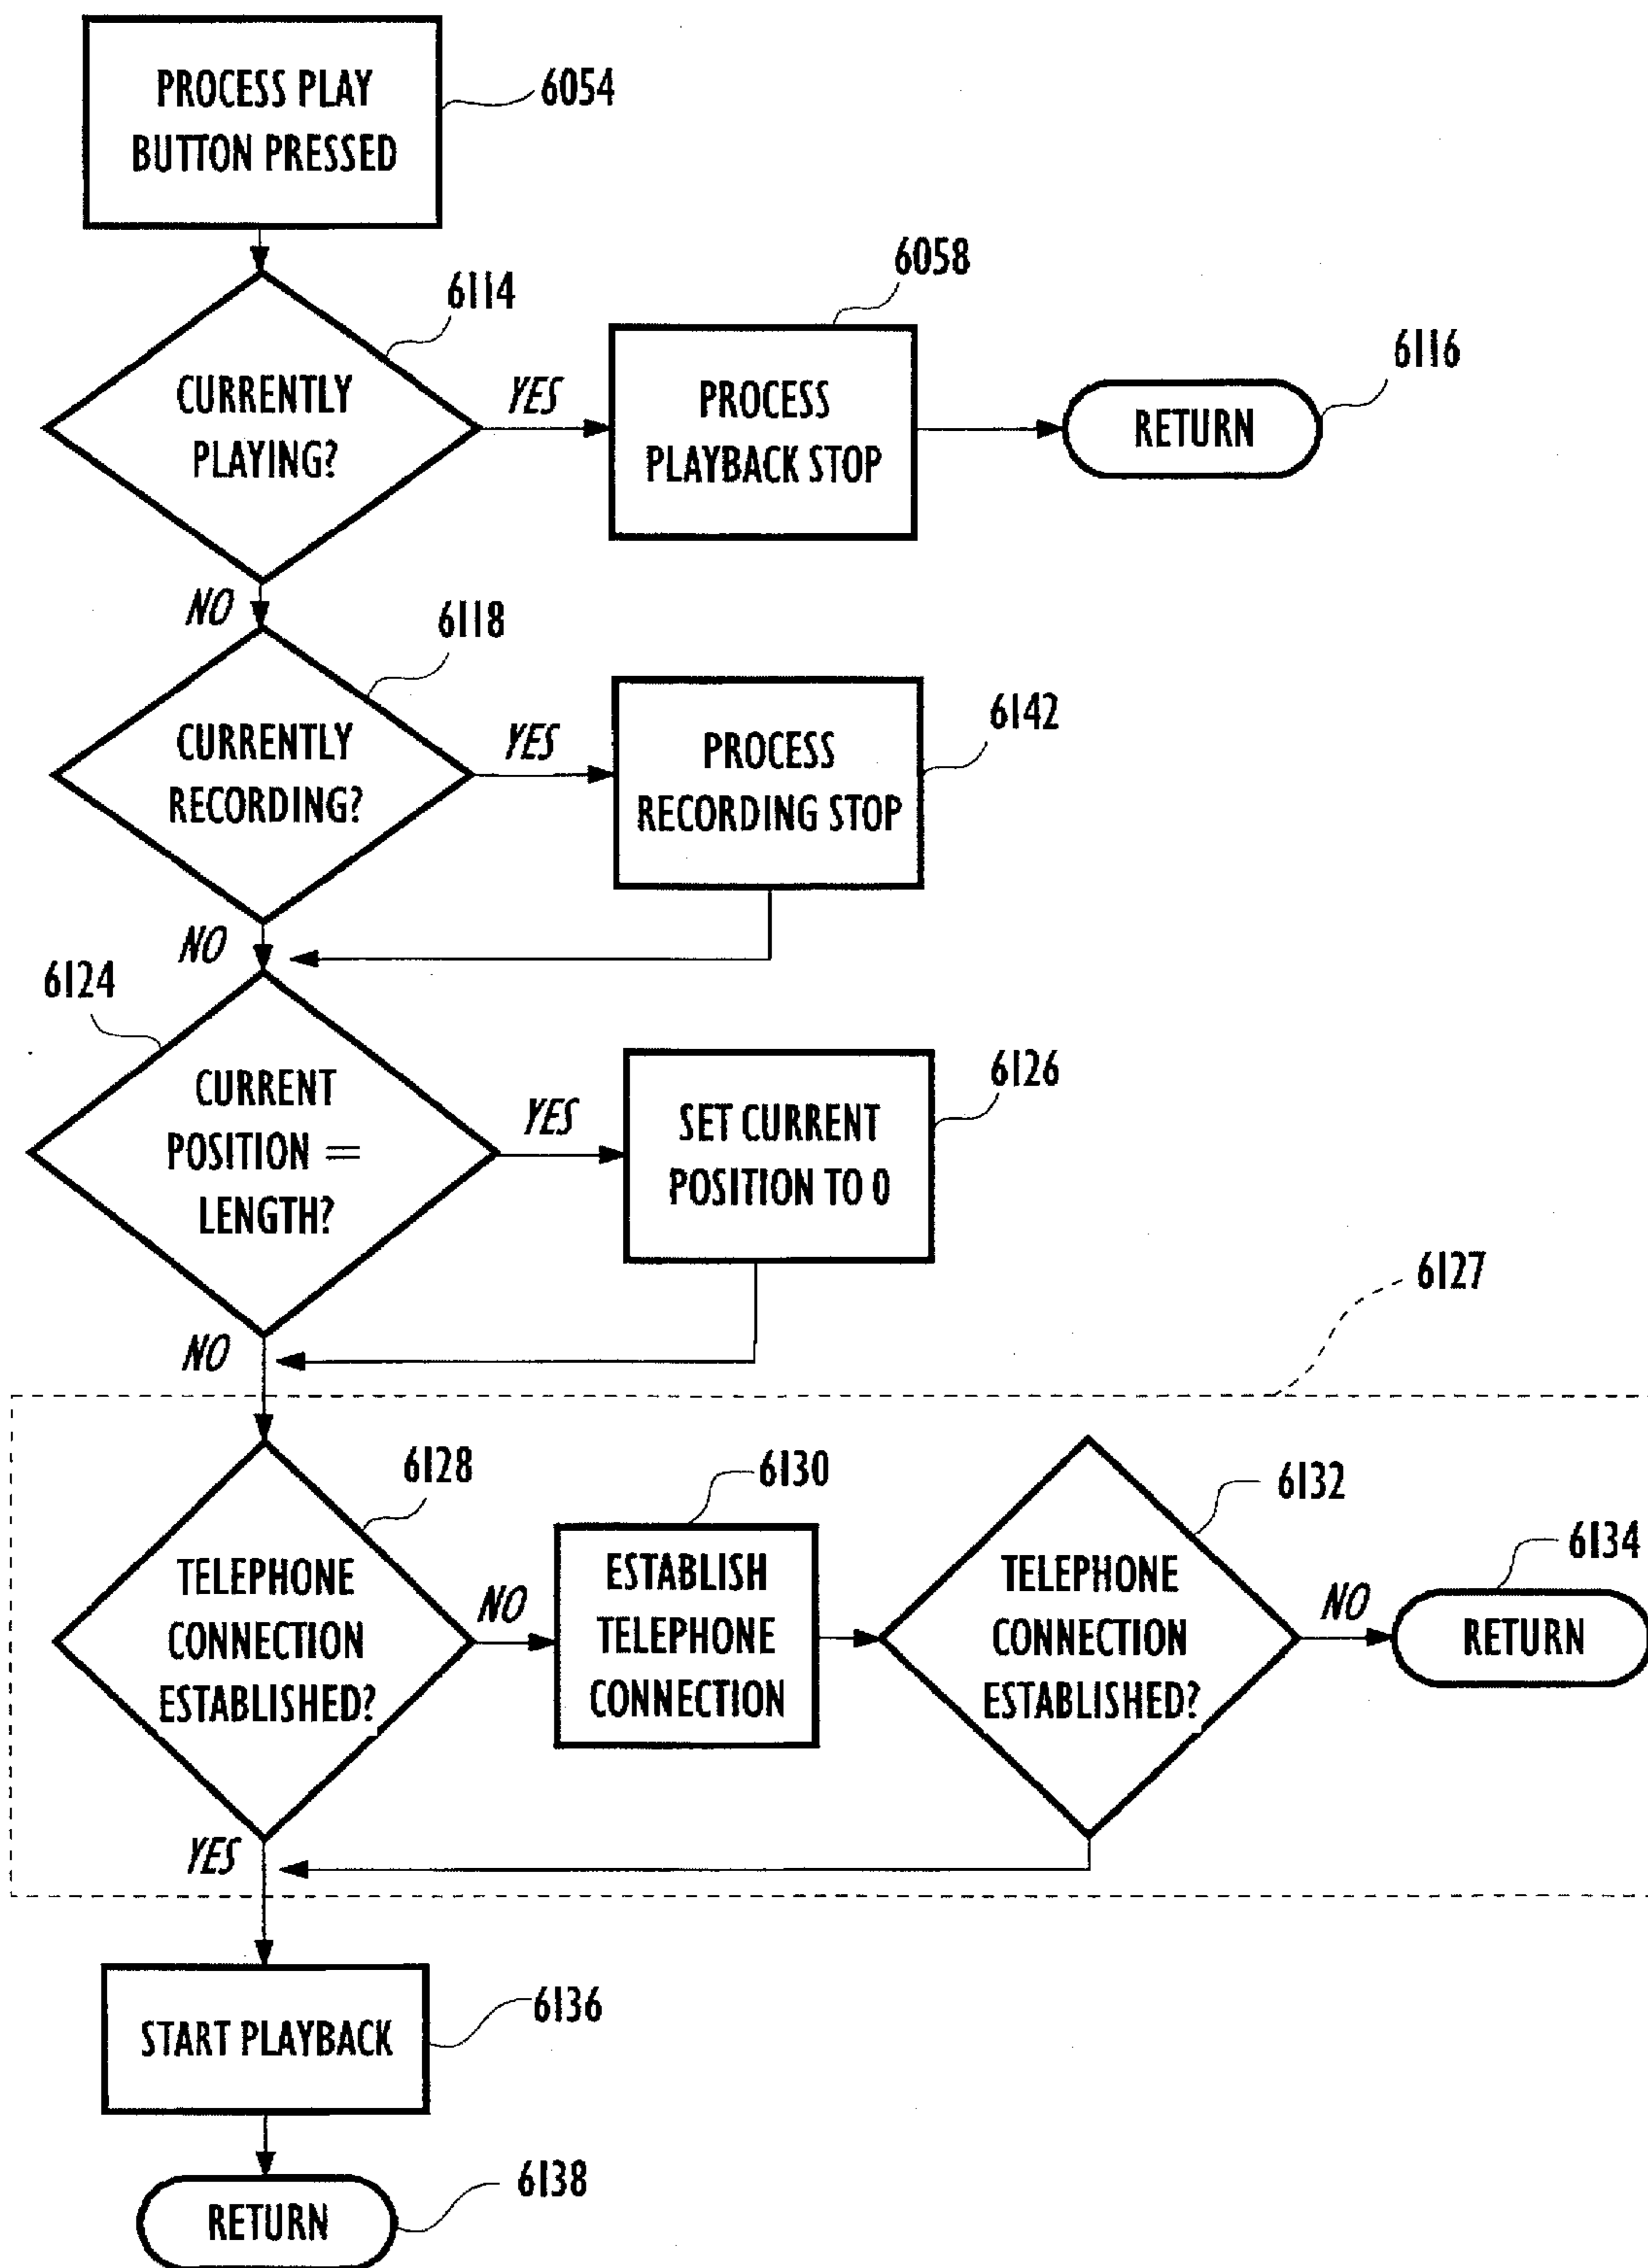 PROCESS PLAY
BUTTON PRESSED
6054
6114
CURRENTLY
PLAYING?
YES
6058
PROCESS
PLAYBACK STOP
6116
RETURN
NO
6118
CURRENTLY
RECORDING?
YES
6142
PROCESS
RECORDING STOP
NO
6124
CURRENT
POSITION =
LENGTH?
YES
6126
SET CURRENT
POSITION TO 0
NO
6127
6128
TELEPHONE
CONNECTION
ESTABLISHED?
NO
6130
ESTABLISH
TELEPHONE
CONNECTION
6132
TELEPHONE
CONNECTION
ESTABLISHED?
NO
6134
RETURN
YES
6136
START PLAYBACK
6138
RETURN